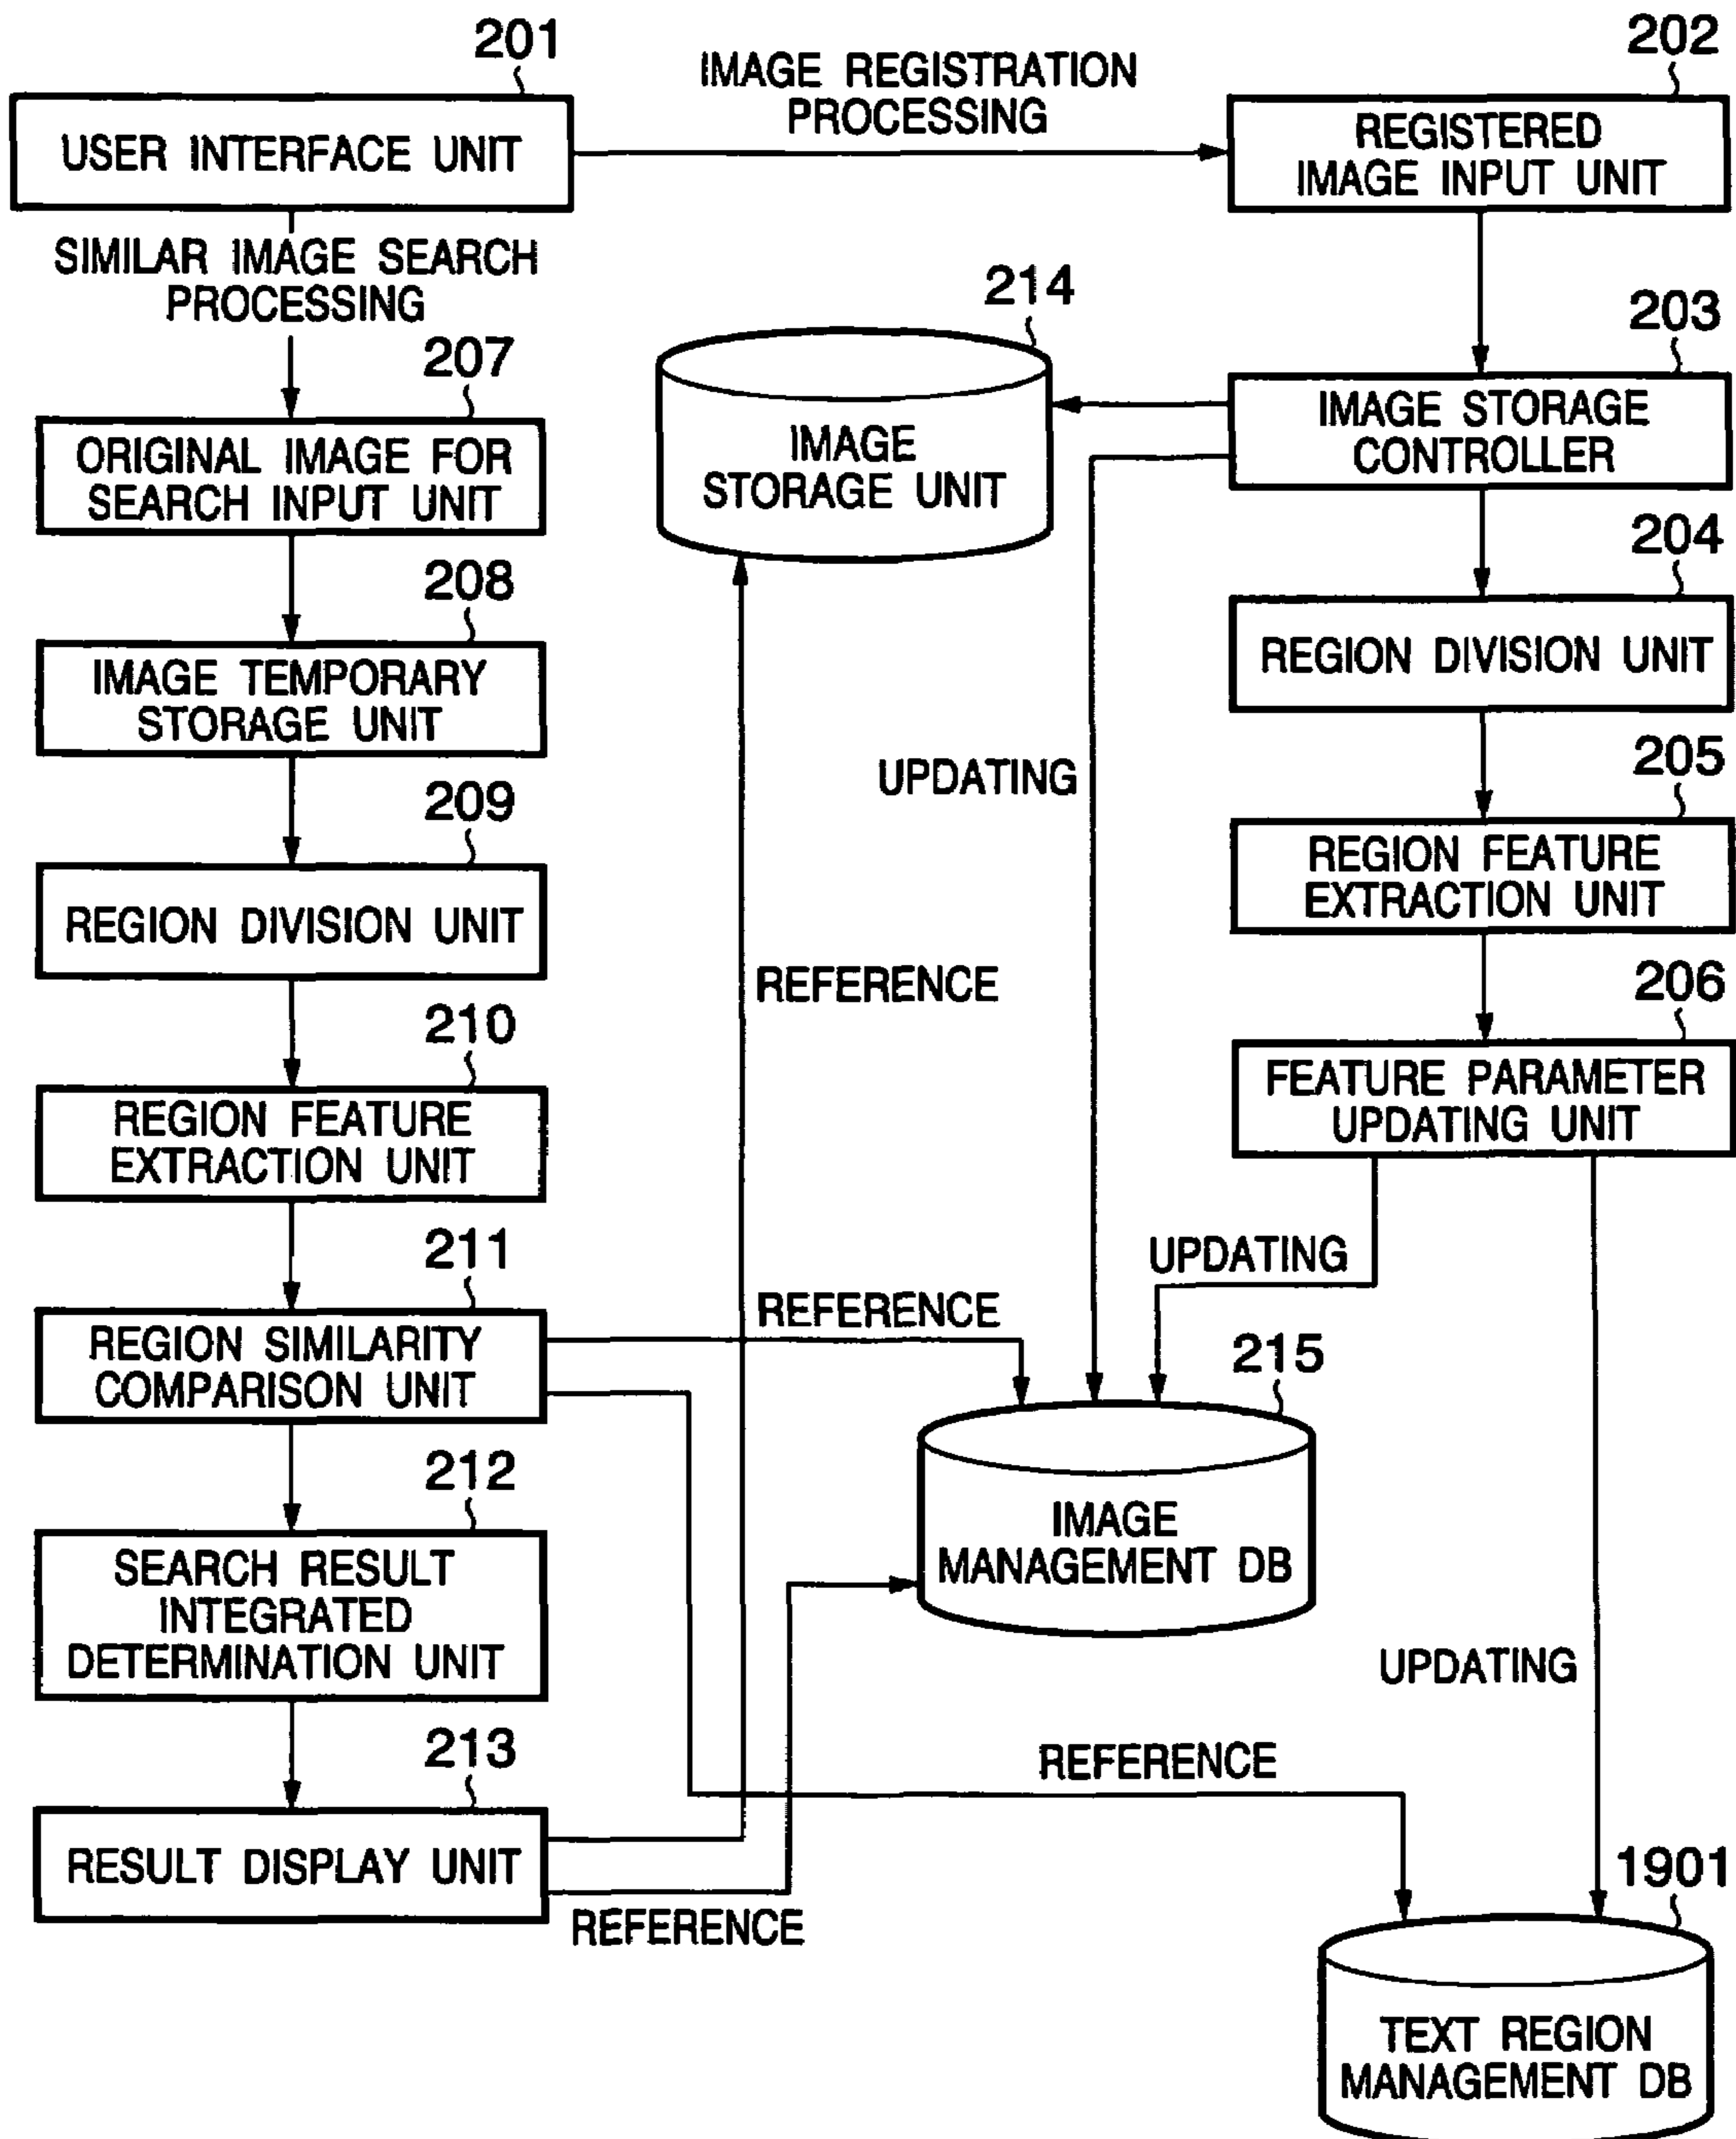 201
USER INTERFACE UNIT
IMAGE REGISTRATION
PROCESSING
202
REGISTERED
IMAGE INPUT UNIT
SIMILAR IMAGE SEARCH
PROCESSING
207
ORIGINAL IMAGE FOR
SEARCH INPUT UNIT
214
IMAGE
STORAGE UNIT
203
IMAGE STORAGE
CONTROLLER
208
IMAGE TEMPORARY
STORAGE UNIT
204
REGION DIVISION UNIT
UPDATING
209
REGION DIVISION UNIT
205
REGION FEATURE
EXTRACTION UNIT
REFERENCE
210
REGION FEATURE
EXTRACTION UNIT
206
FEATURE PARAMETER
UPDATING UNIT
UPDATING
211
REGION SIMILARITY
COMPARISON UNIT
REFERENCE
215
IMAGE
MANAGEMENT DB
212
SEARCH RESULT
INTEGRATED
DETERMINATION UNIT
UPDATING
REFERENCE
213
RESULT DISPLAY UNIT
REFERENCE
1901
TEXT REGION
MANAGEMENT DB